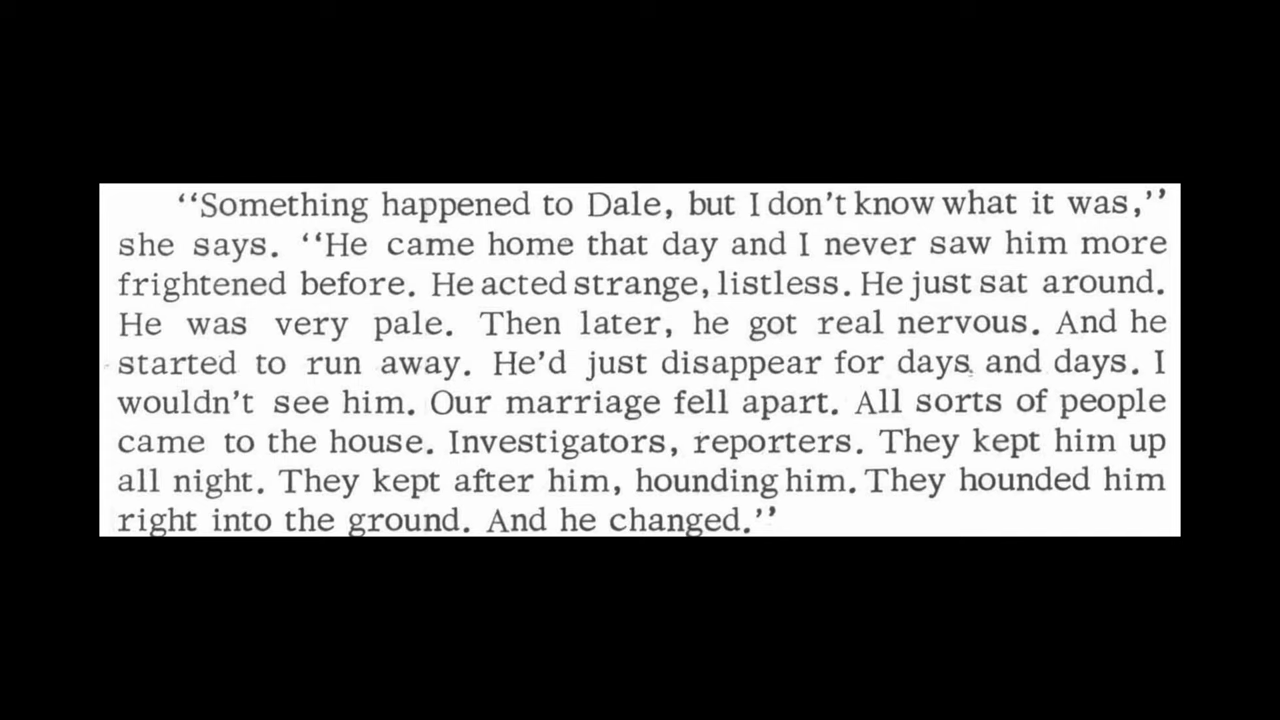 ‘‘Something happened to Dale, but I don’t know what it was,’’
she says. ‘‘He came home that day and I never saw him more
frightened before. He acted strange, listless. He just sat around.
He was very pale. Then later, he got real nervous. And he
started to run away. He’d just disappear for days and days. I
wouldn’t see him. Our marriage fell apart. All sorts of people
came to the house. Investigators, reporters. They kept him up
all night. They kept after him, hounding him. They hounded him
right into the ground. And he changed.’’